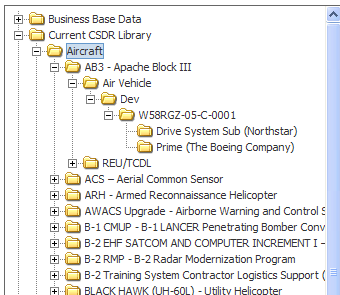 Business Base Data
Current CSDR Library
Aircraft
AB3 - Apache Block III
Air Vehicle
Dev
W58RGZ-05-C-0001
Drive System Sub (Northstar)
Prime (The Boeing Company)
REU/TCDL
ACS – Aerial Common Sensor
ARH - Armed Reconnaissance Helicopter
AWACS Upgrade - Airborne Warning and Control S
B-1 CMUP - B-1 LANCER Penetrating Bomber Conv
B-2 EHF SATCOM AND COMPUTER INCREMENT I –
B-2 RMP - B-2 Radar Modernization Program
B-2 Training System Contractor Logistics Support (
BLACK HAWK (UH-60L) - Utility Helicopter